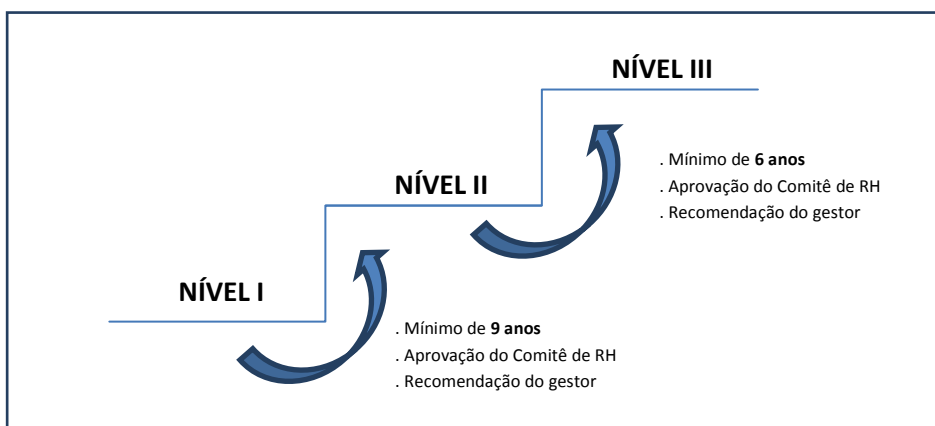 NÍVEL III
. Mínimo de 6 anos
. Aprovação do Comitê de RH
. Recomendação do gestor
NÍVEL II
NÍVEL I
. Mínimo de 9 anos
. Aprovação do Comitê de RH
. Recomendação do gestor